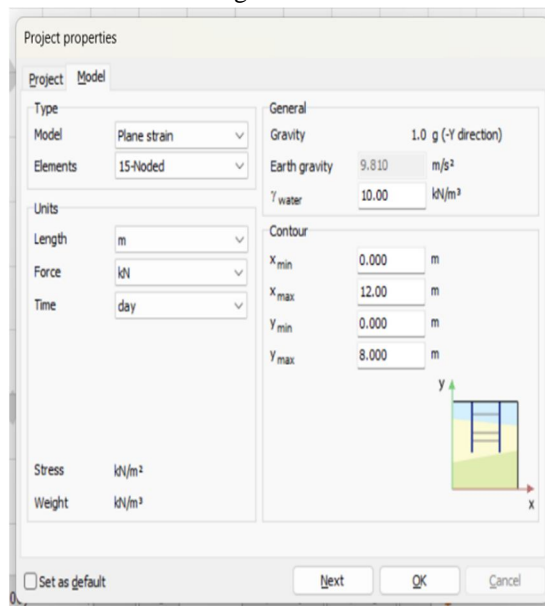 Project properties
Project Model
Type
Model Plane strain
Elements 15-Noded
Units
Length m
Force kN
Time day
Stress kN/m²
Weight kN/m³
General
Gravity 1.0 g (-Y direction)
Earth gravity 9.810 m/s²
γ water 10.00 kN/m³
Contour
x min 0.000 m
x max 12.00 m
y min 0.000 m
y max 8.000 m
y
x
Set as default Next OK Cancel